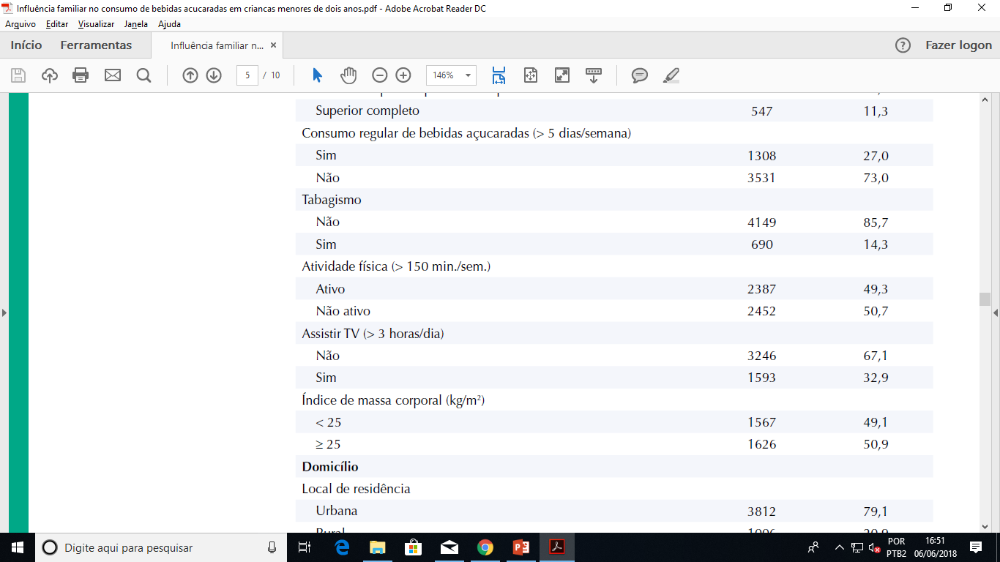 Influência familiar no consumo de bebidas acucaradas em criancas menores de dois anos.pdf - Adobe Acrobat Reader DC
Arquivo Editar Visualizar Janela Ajuda
Início Ferramentas Influência familiar n... × Fazer logon
5 / 10 146%
Superior completo 547 11,3
Consumo regular de bebidas açucaradas (> 5 dias/semana)
Sim 1308 27,0
Não 3531 73,0
Tabagismo
Não 4149 85,7
Sim 690 14,3
Atividade física (> 150 min./sem.)
Ativo 2387 49,3
Não ativo 2452 50,7
Assistir TV (> 3 horas/dia)
Não 3246 67,1
Sim 1593 32,9
Índice de massa corporal (kg/m²)
< 25 1567 49,1
≥ 25 1626 50,9
Domicílio
Local de residência
Urbana 3812 79,1
Rural 1006 20,9
Digite aqui para pesquisar POR 16:51
PTB2 06/06/2018